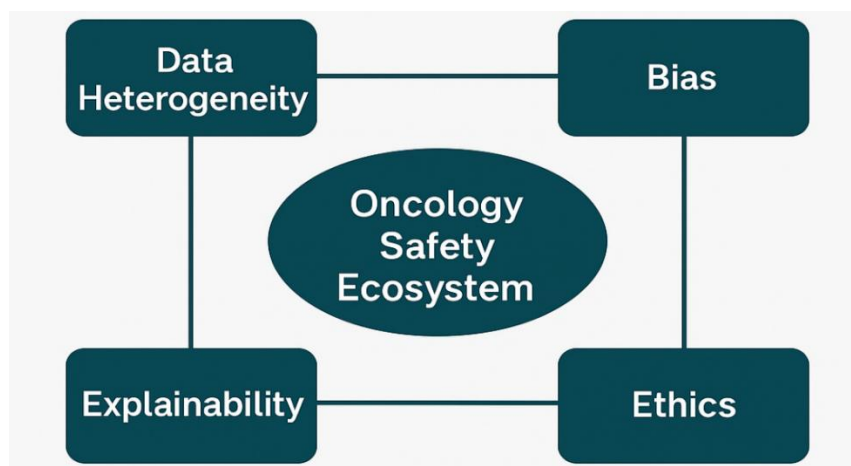 Data
Heterogeneity
Bias
Oncology
Safety
Ecosystem
Explainability
Ethics